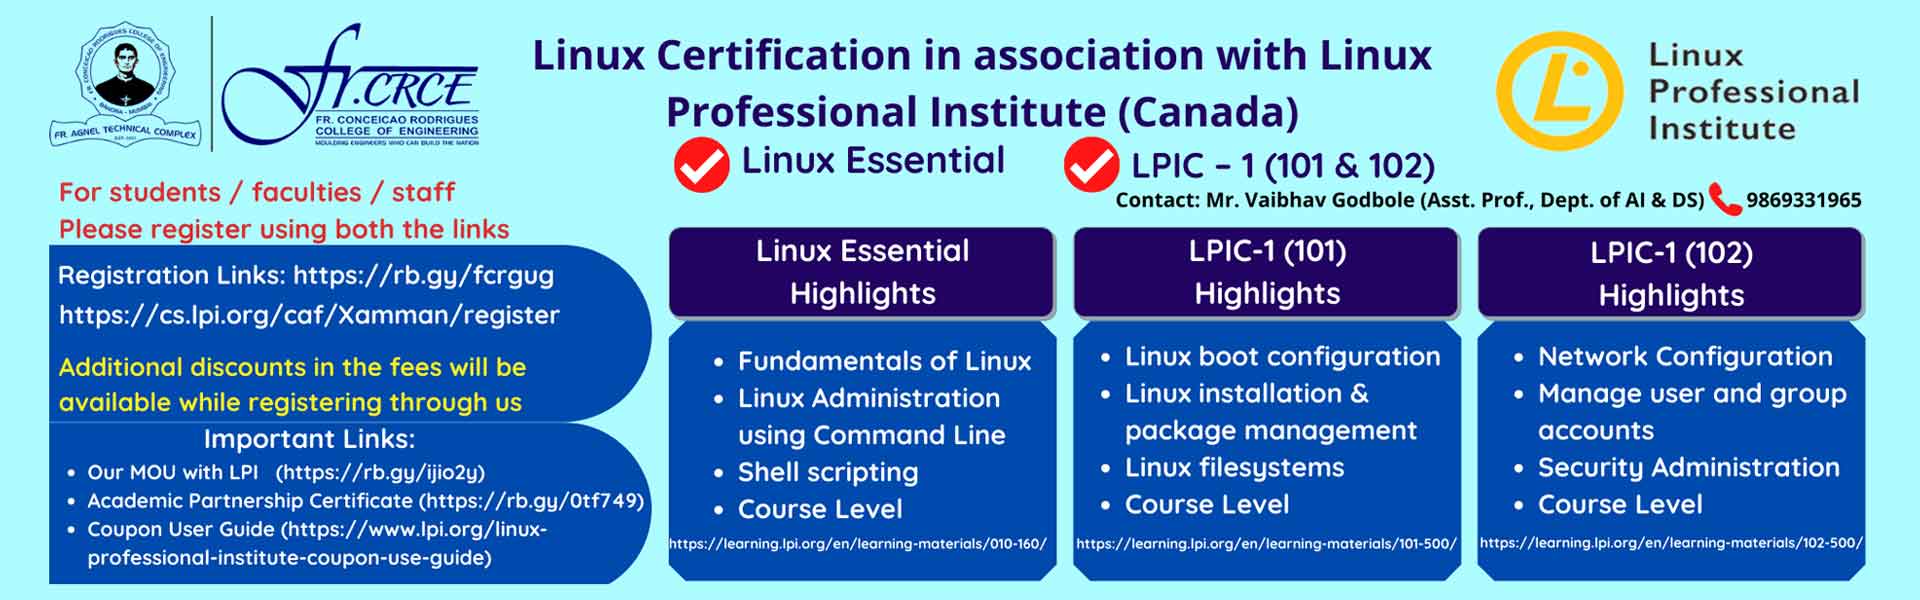 FR. CONCEICAO RODRIGUES COLLEGE OF ENGINEERING
BANDRA - MUMBAI
FR. AGNEL TECHNICAL COMPLEX
fr.CRCE
FR. CONCEICAO RODRIGUES
COLLEGE OF ENGINEERING
MOULDING ENGINEERS WHO CAN BUILD THE NATION
Linux Certification in association with Linux
Professional Institute (Canada)
Linux Essential
LPIC – 1 (101 & 102)
Linux
Professional
Institute
Contact: Mr. Vaibhav Godbole (Asst. Prof., Dept. of AI & DS) 9869331965
For students / faculties / staff
Please register using both the links
Registration Links: https://rb.gy/fcrgug
https://cs.lpi.org/caf/Xamman/register
Additional discounts in the fees will be
available while registering through us
Important Links:
• Our MOU with LPI (https://rb.gy/ijio2y)
• Academic Partnership Certificate (https://rb.gy/0tf749)
• Coupon User Guide (https://www.lpi.org/linux-
professional-institute-coupon-use-guide)
Linux Essential
Highlights
• Fundamentals of Linux
• Linux Administration
using Command Line
• Shell scripting
• Course Level
https://learning.lpi.org/en/learning-materials/010-160/
LPIC-1 (101)
Highlights
• Linux boot configuration
• Linux installation &
package management
• Linux filesystems
• Course Level
https://learning.lpi.org/en/learning-materials/101-500/
LPIC-1 (102)
Highlights
• Network Configuration
• Manage user and group
accounts
• Security Administration
• Course Level
https://learning.lpi.org/en/learning-materials/102-500/